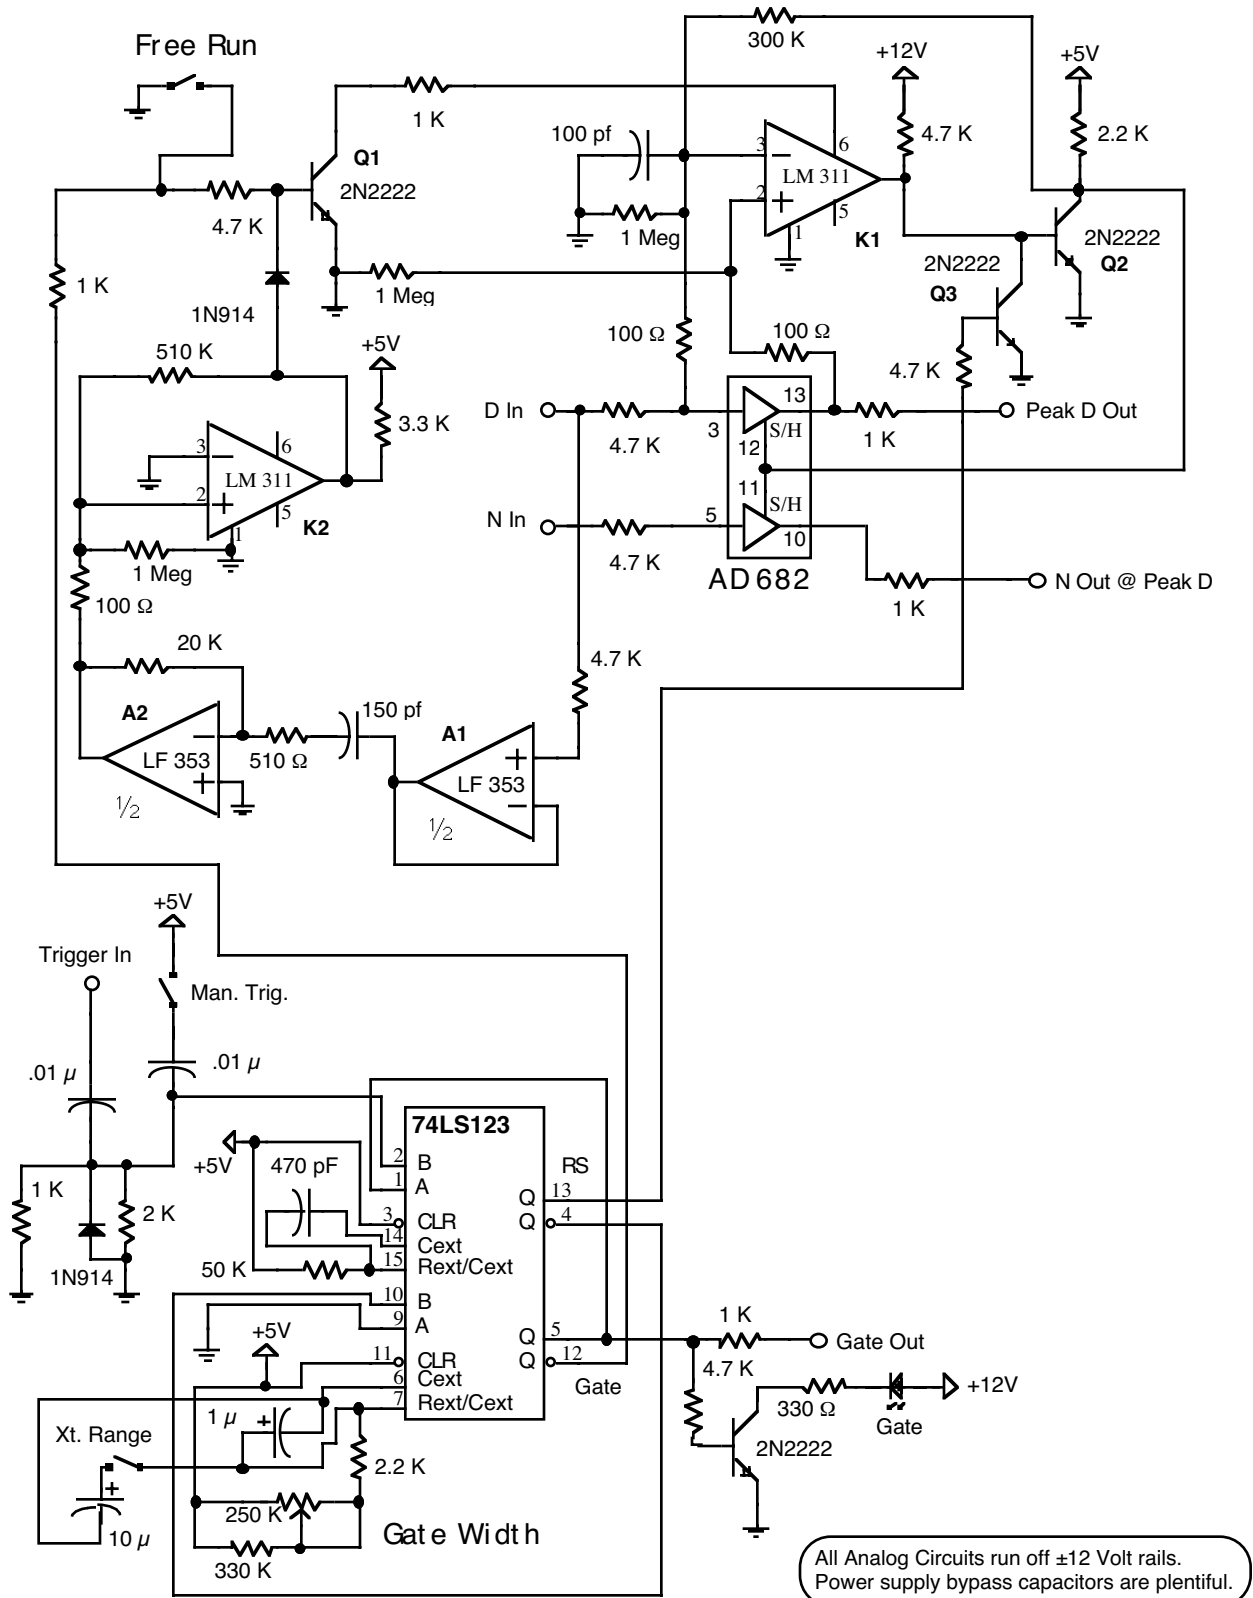 300 K
Free Run
+12V
+5V
1 K
100 pf
4.7 K
2.2 K
Q1
3
6
2N2222
LM 311
2
5
1
4.7 K
1 Meg
K1
2N2222
Q2
2N2222
Q3
1 K
1 Meg
1N914
100 Ω
100 Ω
510 K
+5V
4.7 K
3.3 K
D In
13
Peak D Out
3
S/H
4.7 K
12
1 K
3
6
LM 311
2
5
K2
1
11
S/H
N In
5
10
4.7 K
1 Meg
AD 682
N Out @ Peak D
100 Ω
1 K
20 K
4.7 K
A2
150 pf
A1
LF 353
510 Ω
LF 353
1/2
1/2
+5V
Trigger In
Man. Trig.
.01 µ
.01 µ
74LS123
+5V
470 pF
2 B
RS
1 A
Q 13
1 K
2 K
3 CLR
Q 4
14 Cext
50 K
15 Rext/Cext
1N914
10 B
9 A
1 K
+5V
Q 5
Gate Out
11 CLR
Q 12
4.7 K
6 Cext
Gate
+12V
7 Rext/Cext
330 Ω
1 µ
+
Gate
Xt. Range
2N2222
2.2 K
+
250 K
10 µ
Gate Width
330 K
All Analog Circuits run off ±12 Volt rails.
Power supply bypass capacitors are plentiful.